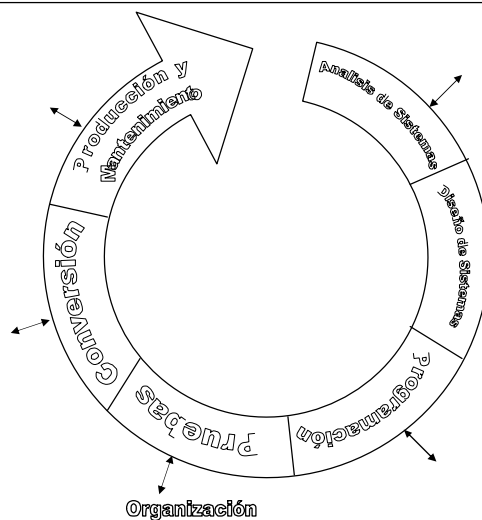 Analisis de Sistemas
Diseño de Sistemas
Programación
Pruebas
Conversión
Producción y
Mantenimiento
Organización